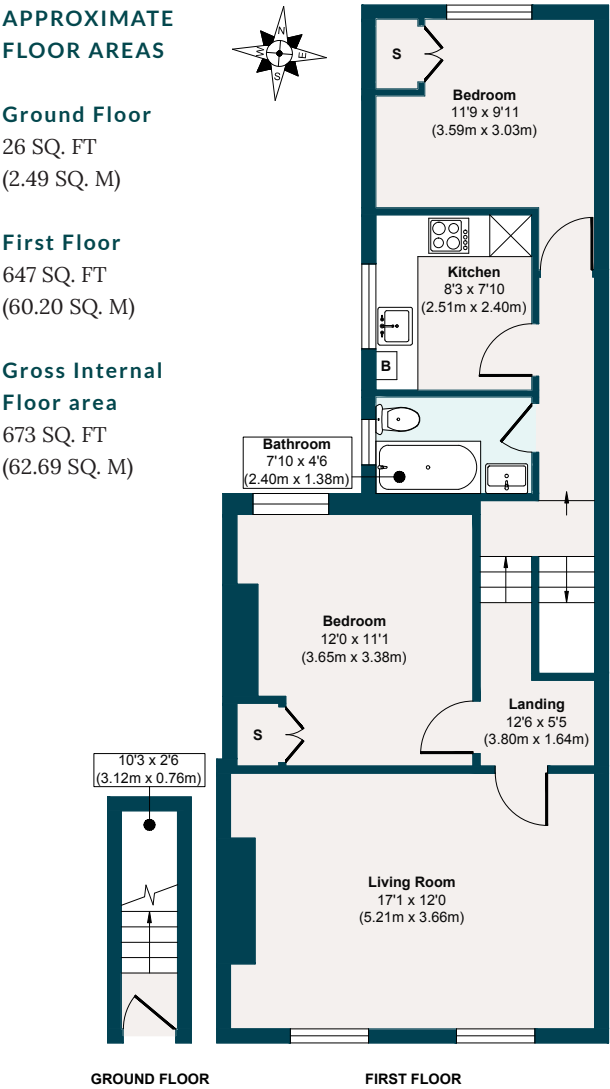 APPROXIMATE
FLOOR AREAS
Ground Floor
26 SQ. FT
(2.49 SQ. M)
First Floor
647 SQ. FT
(60.20 SQ. M)
Gross Internal
Floor area
673 SQ. FT
(62.69 SQ. M)
N
W
E
S
S
Bedroom
11'9 x 9'11
(3.59m x 3.03m)
Kitchen
8'3 x 7'10
(2.51m x 2.40m)
B
Bathroom
7'10 x 4'6
(2.40m x 1.38m)
Bedroom
12'0 x 11'1
(3.65m x 3.38m)
S
Landing
12'6 x 5'5
(3.80m x 1.64m)
10'3 x 2'6
(3.12m x 0.76m)
Living Room
17'1 x 12'0
(5.21m x 3.66m)
GROUND FLOOR
FIRST FLOOR